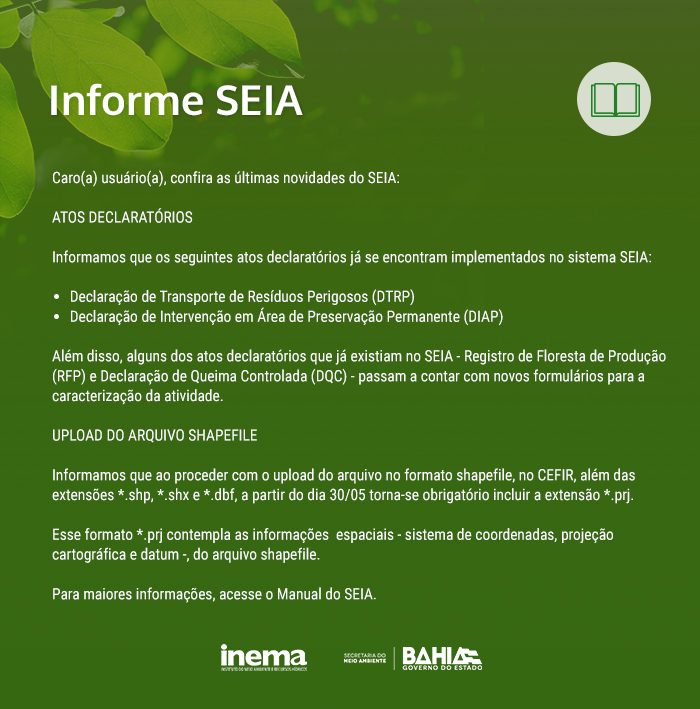 Informe SEIA
Caro(a) usuário(a), confira as últimas novidades do SEIA:
ATOS DECLARATÓRIOS
Informamos que os seguintes atos declaratórios já se encontram implementados no sistema SEIA:
• Declaração de Transporte de Resíduos Perigosos (DTRP)
• Declaração de Intervenção em Área de Preservação Permanente (DIAP)
Além disso, alguns dos atos declaratórios que já existiam no SEIA - Registro de Floresta de Produção
(RFP) e Declaração de Queima Controlada (DQC) - passam a contar com novos formulários para a
caracterização da atividade.
UPLOAD DO ARQUIVO SHAPEFILE
Informamos que ao proceder com o upload do arquivo no formato shapefile, no CEFIR, além das
extensões *.shp, *.shx e *.dbf, a partir do dia 30/05 torna-se obrigatório incluir a extensão *.prj.
Esse formato *.prj contempla as informações  espaciais - sistema de coordenadas, projeção
cartográfica e datum -, do arquivo shapefile.
Para maiores informações, acesse o Manual do SEIA.
inema
INSTITUTO DO MEIO AMBIENTE E RECURSOS HÍDRICOS
SECRETARIA DO
MEIO AMBIENTE
BAHIA
GOVERNO DO ESTADO